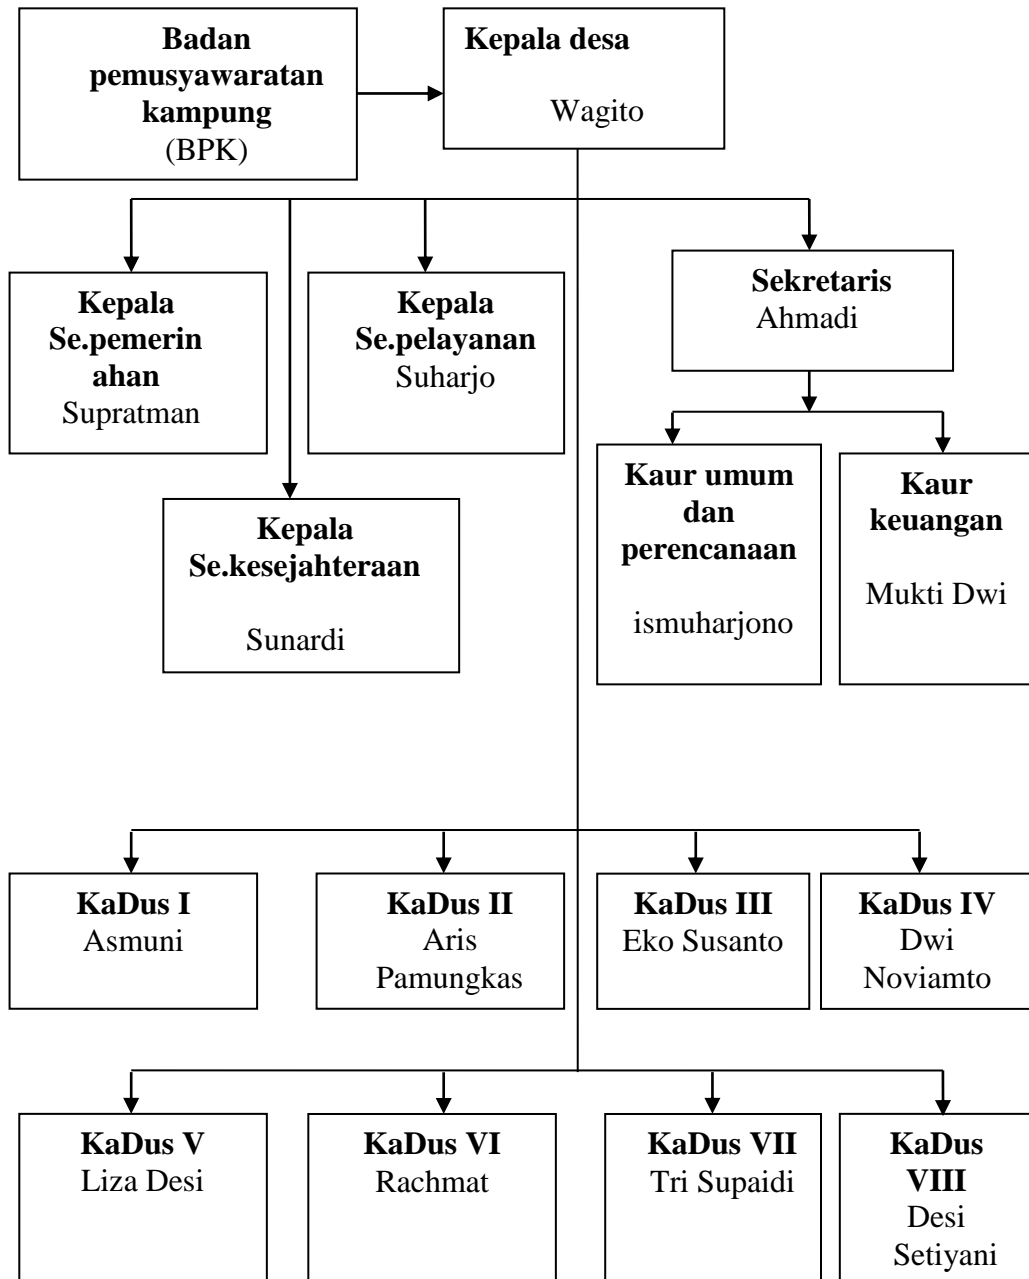 Badan
pemusyawaratan
kampung
(BPK)
Kepala desa
Wagito
Kepala
Se.pemerin
ahan
Supratman
Kepala
Se.pelayanan
Suharjo
Sekretaris
Ahmadi
Kepala
Se.kesejahteraan
Sunardi
Kaur umum
dan
perencanaan
ismuharjono
Kaur
keuangan
Mukti Dwi
KaDus I
Asmuni
KaDus II
Aris
Pamungkas
KaDus III
Eko Susanto
KaDus IV
Dwi
Noviamto
KaDus V
Liza Desi
KaDus VI
Rachmat
KaDus VII
Tri Supaidi
KaDus
VIII
Desi
Setiyani